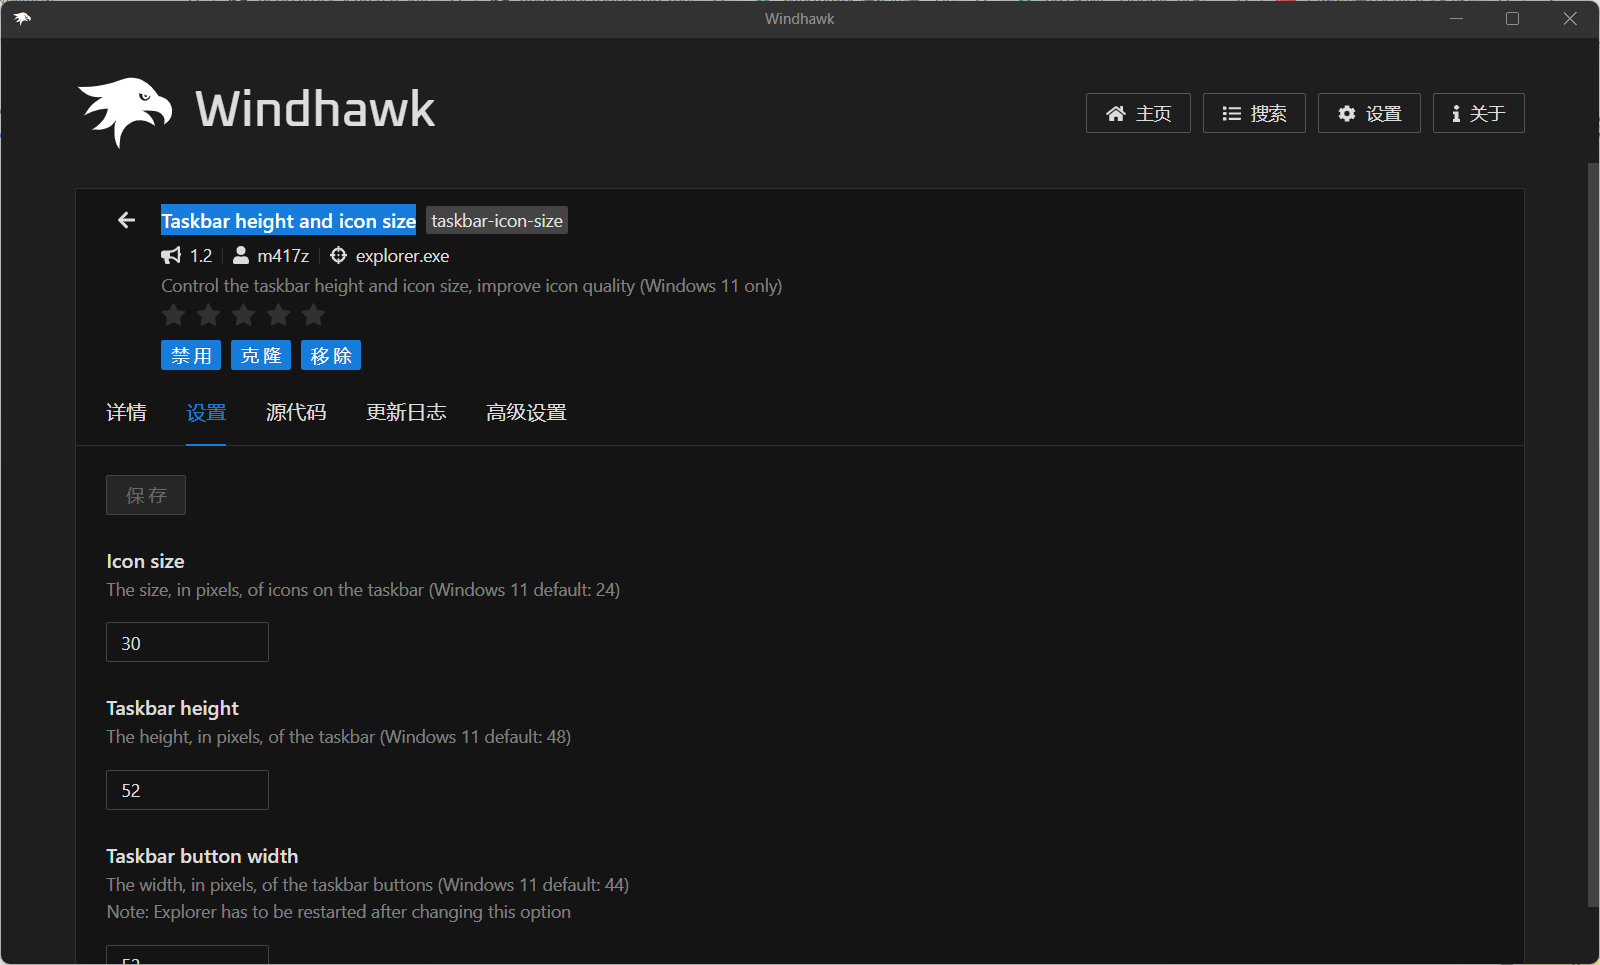 Windhawk
Windhawk
主页
搜索
设置
关于
Taskbar height and icon size taskbar-icon-size
1.2 m417z explorer.exe
Control the taskbar height and icon size, improve icon quality (Windows 11 only)
禁用 克隆 移除
详情 设置 源代码 更新日志 高级设置
保存
Icon size
The size, in pixels, of icons on the taskbar (Windows 11 default: 24)
30
Taskbar height
The height, in pixels, of the taskbar (Windows 11 default: 48)
52
Taskbar button width
The width, in pixels, of the taskbar buttons (Windows 11 default: 44)
Note: Explorer has to be restarted after changing this option